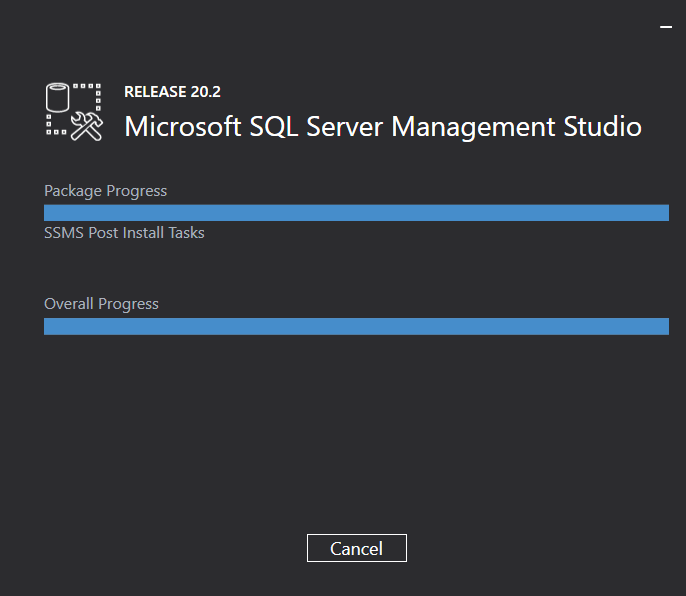 RELEASE 20.2
Microsoft SQL Server Management Studio
Package Progress
SSMS Post Install Tasks
Overall Progress
Cancel